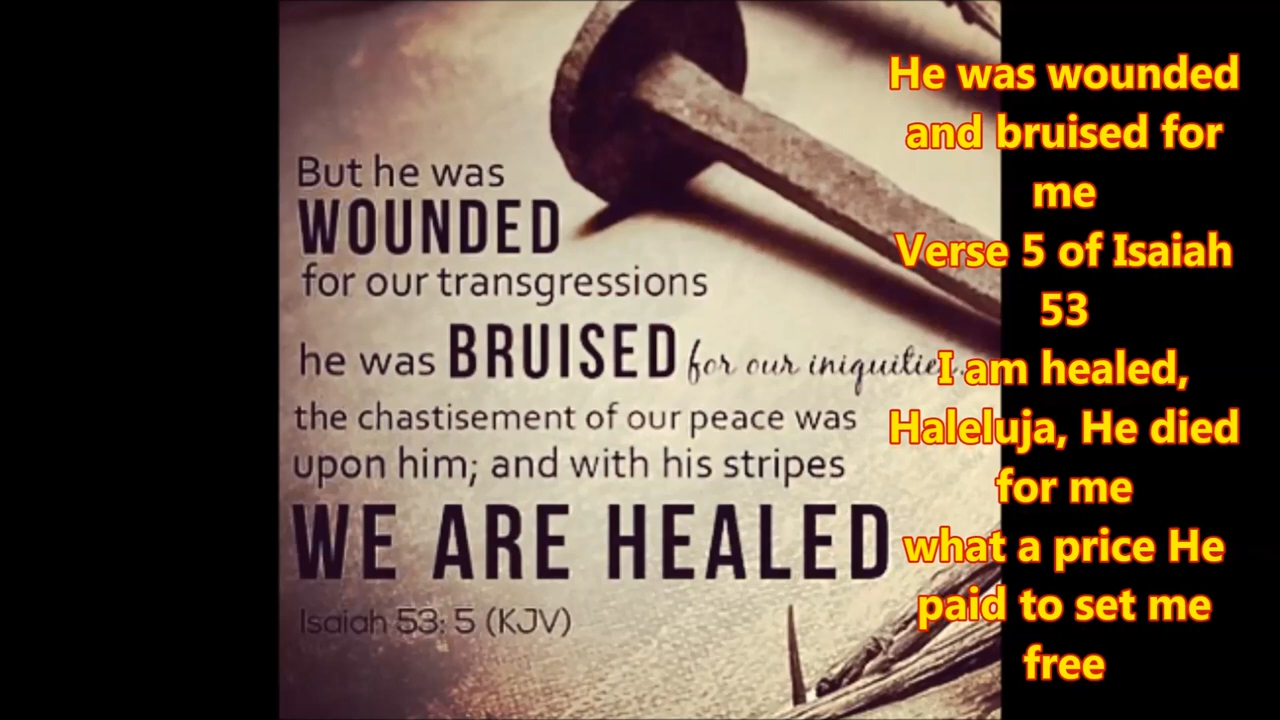 But he was
WOUNDED
for our transgressions
he was BRUISED for our iniquities.
the chastisement of our peace was
upon him; and with his stripes
WE ARE HEALED
Isaiah 53: 5 (KJV)
He was wounded
and bruised for
me
Verse 5 of Isaiah
53
I am healed,
Haleluja, He died
for me
what a price He
paid to set me
free